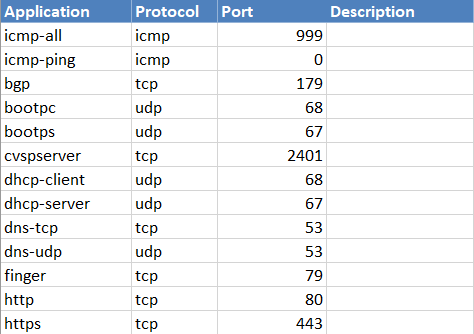 Application Protocol Port Description
icmp-all icmp 999
icmp-ping icmp 0
bgp tcp 179
bootpc udp 68
bootps udp 67
cvspserver tcp 2401
dhcp-client udp 68
dhcp-server udp 67
dns-tcp tcp 53
dns-udp udp 53
finger tcp 79
http tcp 80
https tcp 443